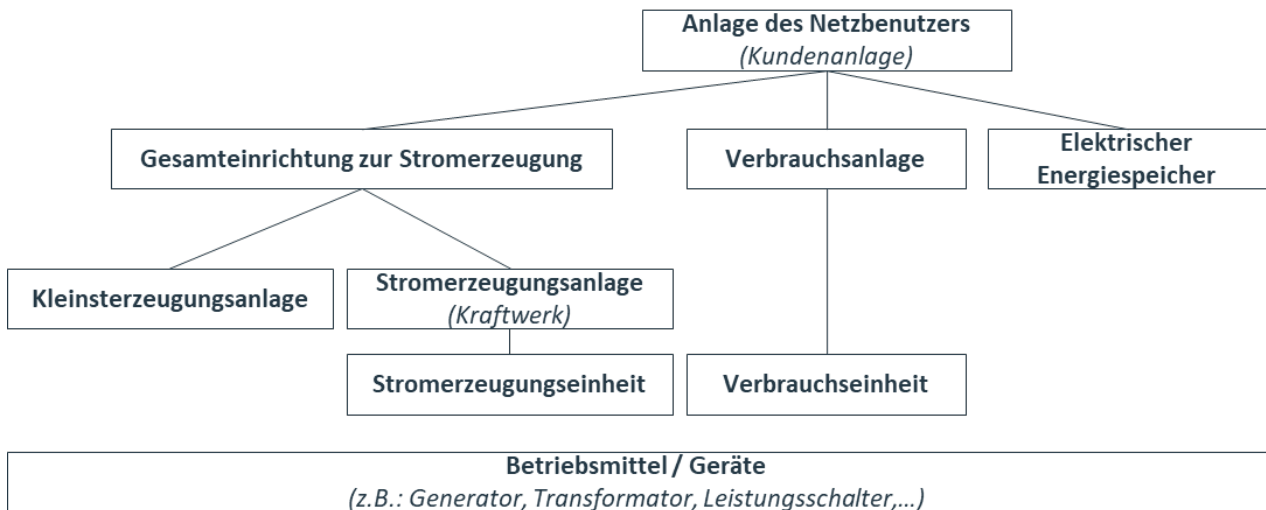 Anlage des Netzbenutzers
(Kundenanlage)
Gesamteinrichtung zur Stromerzeugung
Verbrauchsanlage
Elektrischer
Energiespeicher
Kleinsterzeugungsanlage
Stromerzeugungsanlage
(Kraftwerk)
Stromerzeugungseinheit
Verbrauchseinheit
Betriebsmittel / Geräte
(z.B.: Generator, Transformator, Leistungsschalter,...)